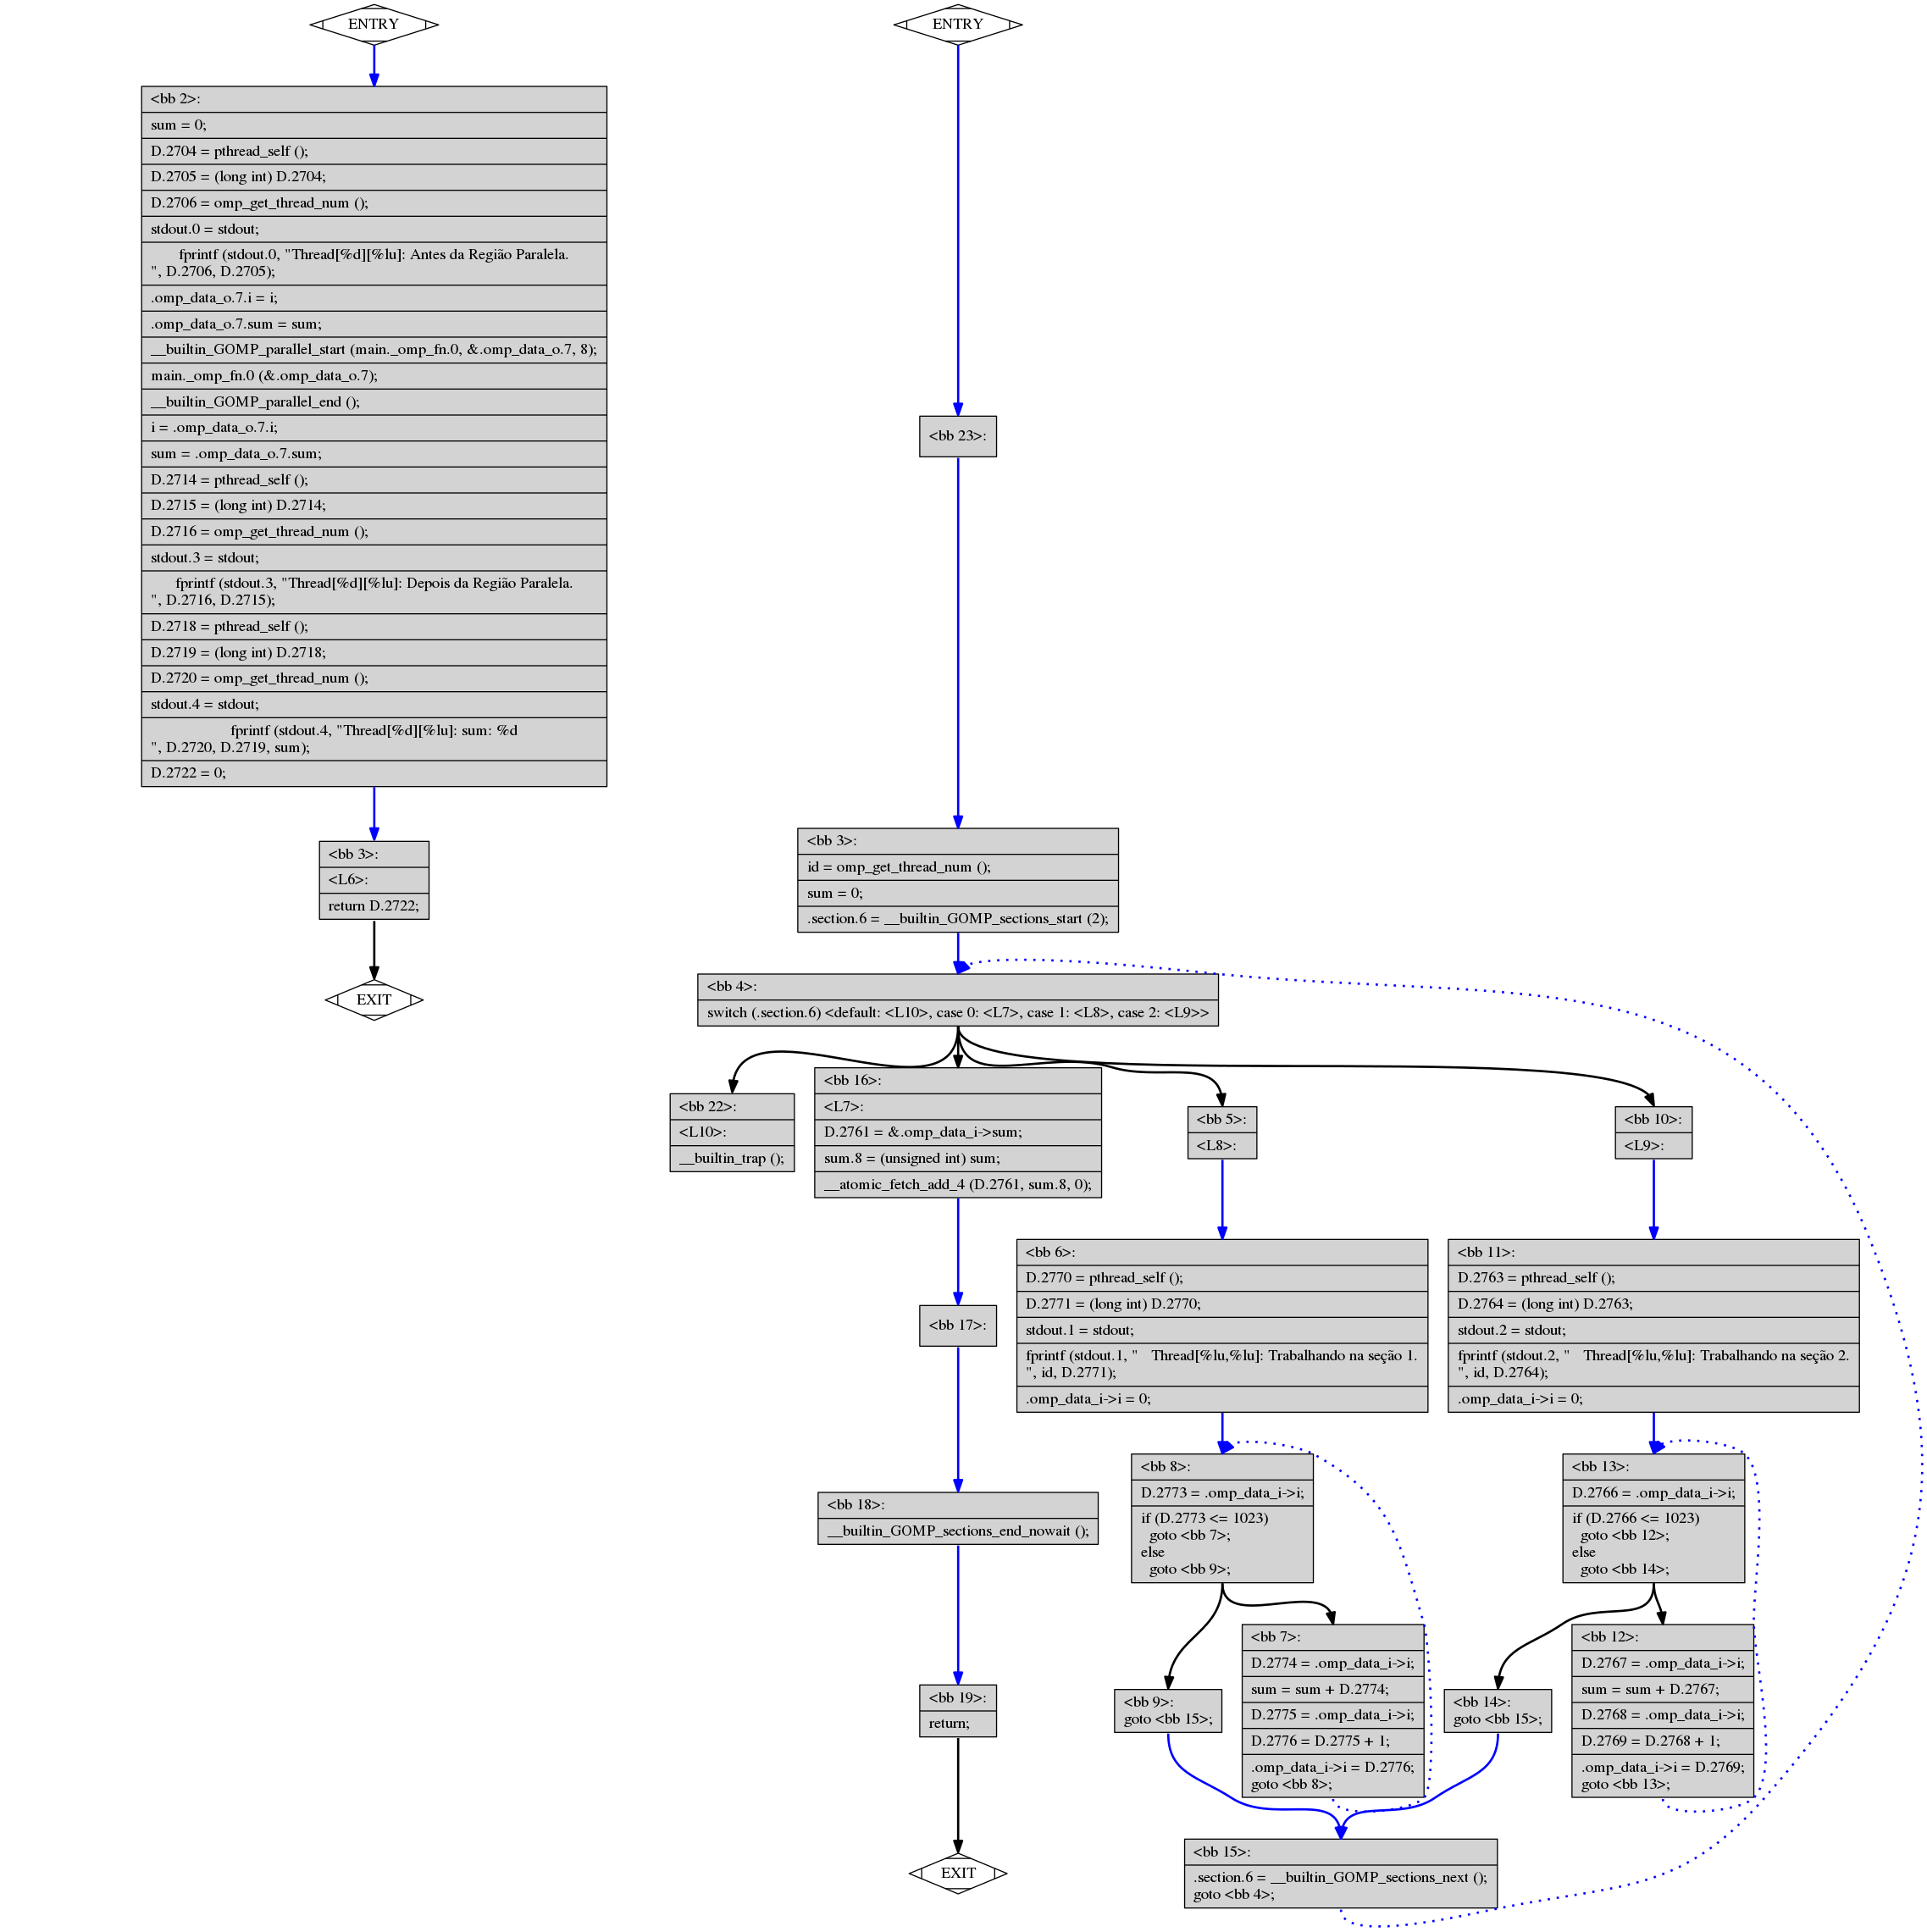 ENTRY
<bb 2>:
sum = 0;
D.2704 = pthread_self ();
D.2705 = (long int) D.2704;
D.2706 = omp_get_thread_num ();
stdout.0 = stdout;
fprintf (stdout.0, "Thread[%d][%lu]: Antes da Região Paralela.
", D.2706, D.2705);
.omp_data_o.7.i = i;
.omp_data_o.7.sum = sum;
__builtin_GOMP_parallel_start (main._omp_fn.0, &.omp_data_o.7, 8);
main._omp_fn.0 (&.omp_data_o.7);
__builtin_GOMP_parallel_end ();
i = .omp_data_o.7.i;
sum = .omp_data_o.7.sum;
D.2714 = pthread_self ();
D.2715 = (long int) D.2714;
D.2716 = omp_get_thread_num ();
stdout.3 = stdout;
fprintf (stdout.3, "Thread[%d][%lu]: Depois da Região Paralela.
", D.2716, D.2715);
D.2718 = pthread_self ();
D.2719 = (long int) D.2718;
D.2720 = omp_get_thread_num ();
stdout.4 = stdout;
fprintf (stdout.4, "Thread[%d][%lu]: sum: %d
", D.2720, D.2719, sum);
D.2722 = 0;
<bb 3>:
<L6>:
return D.2722;
EXIT
ENTRY
<bb 23>:
<bb 3>:
id = omp_get_thread_num ();
sum = 0;
.section.6 = __builtin_GOMP_sections_start (2);
<bb 4>:
switch (.section.6) <default: <L10>, case 0: <L7>, case 1: <L8>, case 2: <L9>>
<bb 22>:
<L10>:
__builtin_trap ();
<bb 16>:
<L7>:
D.2761 = &.omp_data_i->sum;
sum.8 = (unsigned int) sum;
__atomic_fetch_add_4 (D.2761, sum.8, 0);
<bb 17>:
<bb 18>:
__builtin_GOMP_sections_end_nowait ();
<bb 19>:
return;
EXIT
<bb 5>:
<L8>:
<bb 6>:
D.2770 = pthread_self ();
D.2771 = (long int) D.2770;
stdout.1 = stdout;
fprintf (stdout.1, "   Thread[%lu,%lu]: Trabalhando na seção 1.
", id, D.2771);
.omp_data_i->i = 0;
<bb 8>:
D.2773 = .omp_data_i->i;
if (D.2773 <= 1023)
  goto <bb 7>;
else
  goto <bb 9>;
<bb 9>:
goto <bb 15>;
<bb 7>:
D.2774 = .omp_data_i->i;
sum = sum + D.2774;
D.2775 = .omp_data_i->i;
D.2776 = D.2775 + 1;
.omp_data_i->i = D.2776;
goto <bb 8>;
<bb 10>:
<L9>:
<bb 11>:
D.2763 = pthread_self ();
D.2764 = (long int) D.2763;
stdout.2 = stdout;
fprintf (stdout.2, "   Thread[%lu,%lu]: Trabalhando na seção 2.
", id, D.2764);
.omp_data_i->i = 0;
<bb 13>:
D.2766 = .omp_data_i->i;
if (D.2766 <= 1023)
  goto <bb 12>;
else
  goto <bb 14>;
<bb 14>:
goto <bb 15>;
<bb 12>:
D.2767 = .omp_data_i->i;
sum = sum + D.2767;
D.2768 = .omp_data_i->i;
D.2769 = D.2768 + 1;
.omp_data_i->i = D.2769;
goto <bb 13>;
<bb 15>:
.section.6 = __builtin_GOMP_sections_next ();
goto <bb 4>;